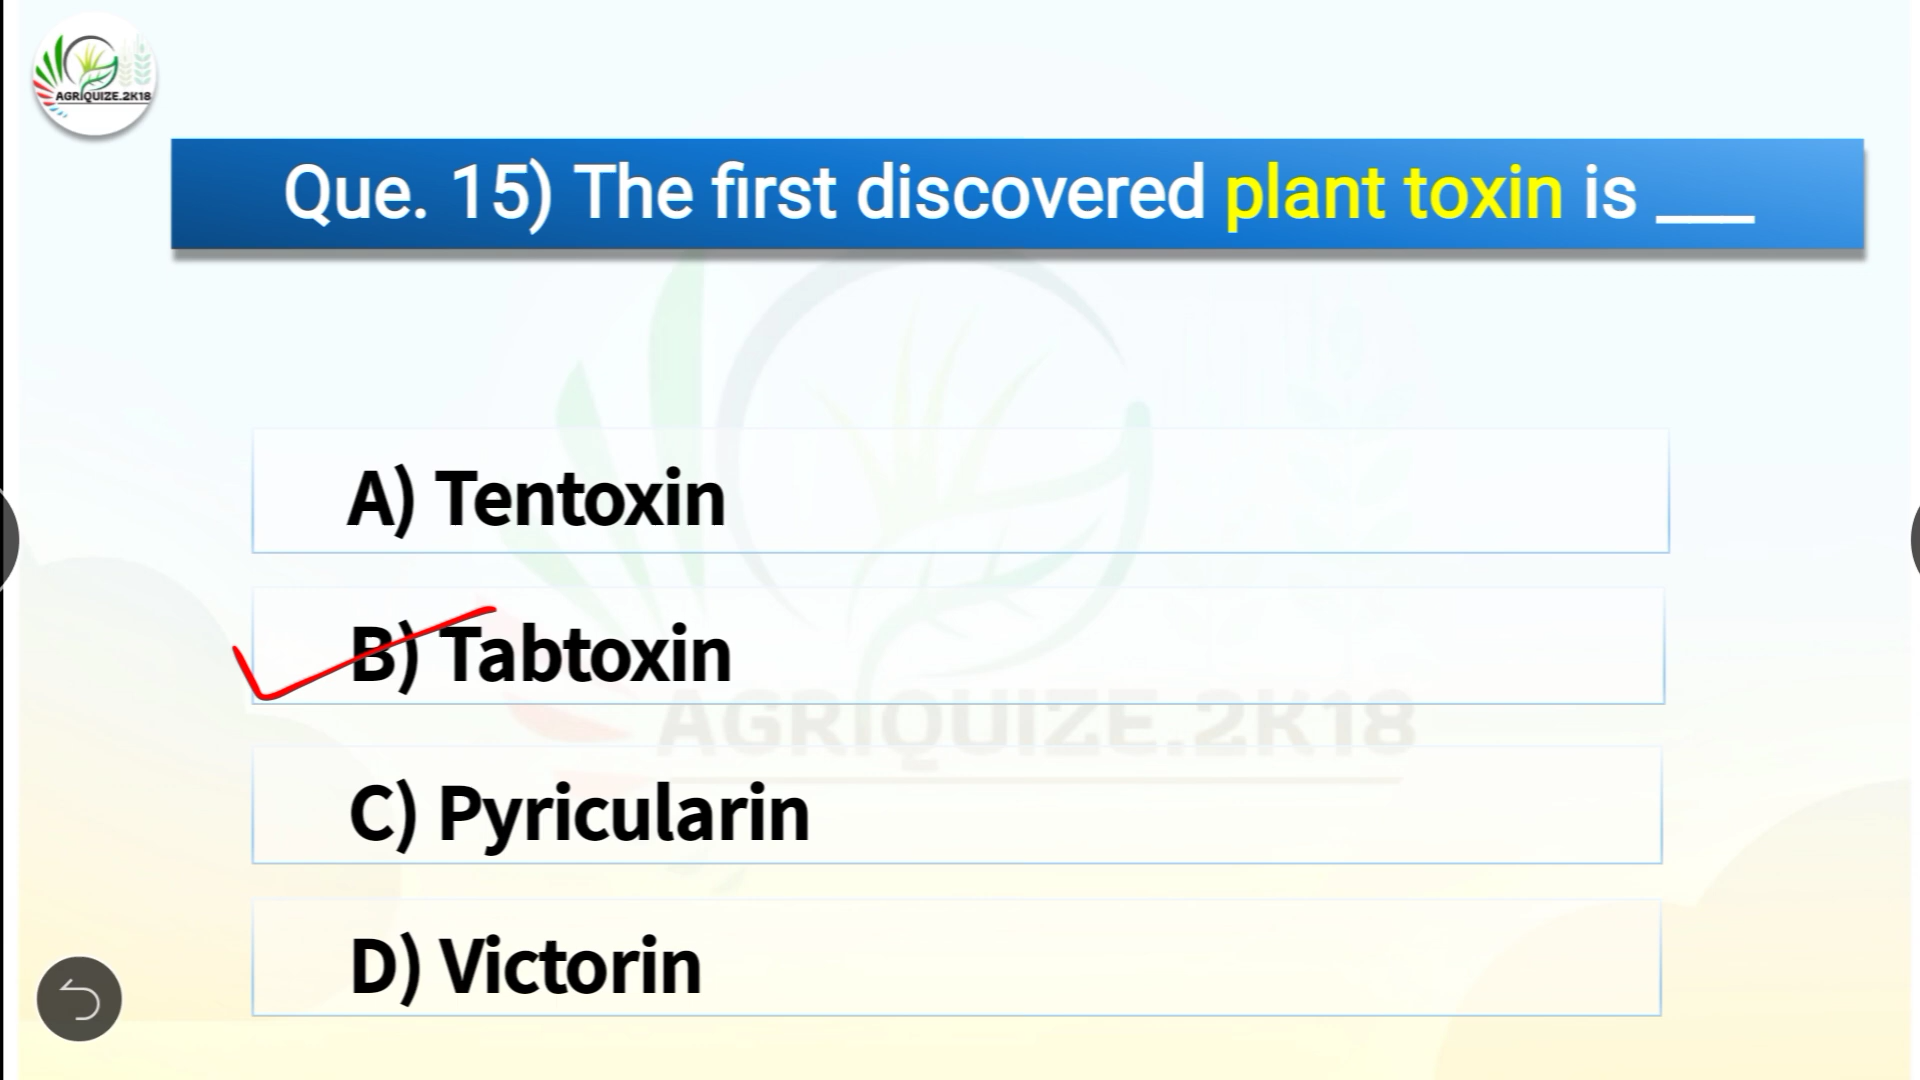 AGRIQUIZE.2K18
Que. 15) The first discovered plant toxin is ___
A) Tentoxin
B) Tabtoxin
AGRIQUIZE.2K18
C) Pyricularin
D) Victorin